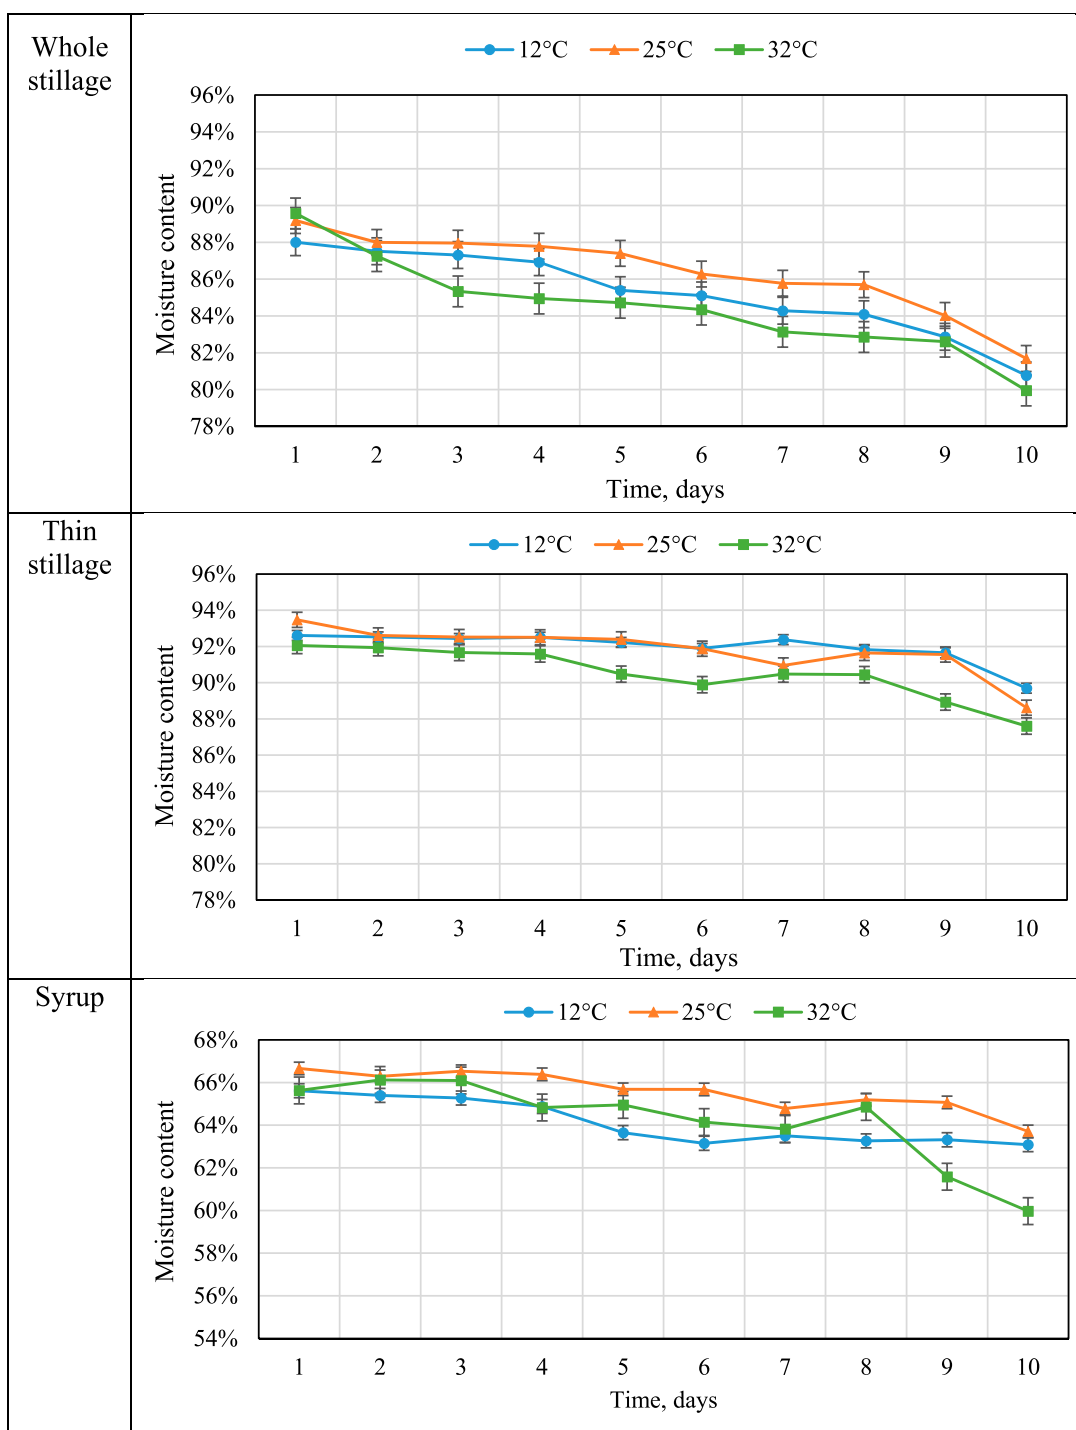 Whole
stillage
12°C 25°C 32°C
96%
94%
92%
90%
88%
86%
84%
82%
80%
78%
Moisture content
1 2 3 4 5 6 7 8 9 10
Time, days
Thin
stillage
12°C 25°C 32°C
96%
94%
92%
90%
88%
86%
84%
82%
80%
78%
Moisture content
1 2 3 4 5 6 7 8 9 10
Time, days
Syrup
12°C 25°C 32°C
68%
66%
64%
62%
60%
58%
56%
54%
Moisture content
1 2 3 4 5 6 7 8 9 10
Time, days